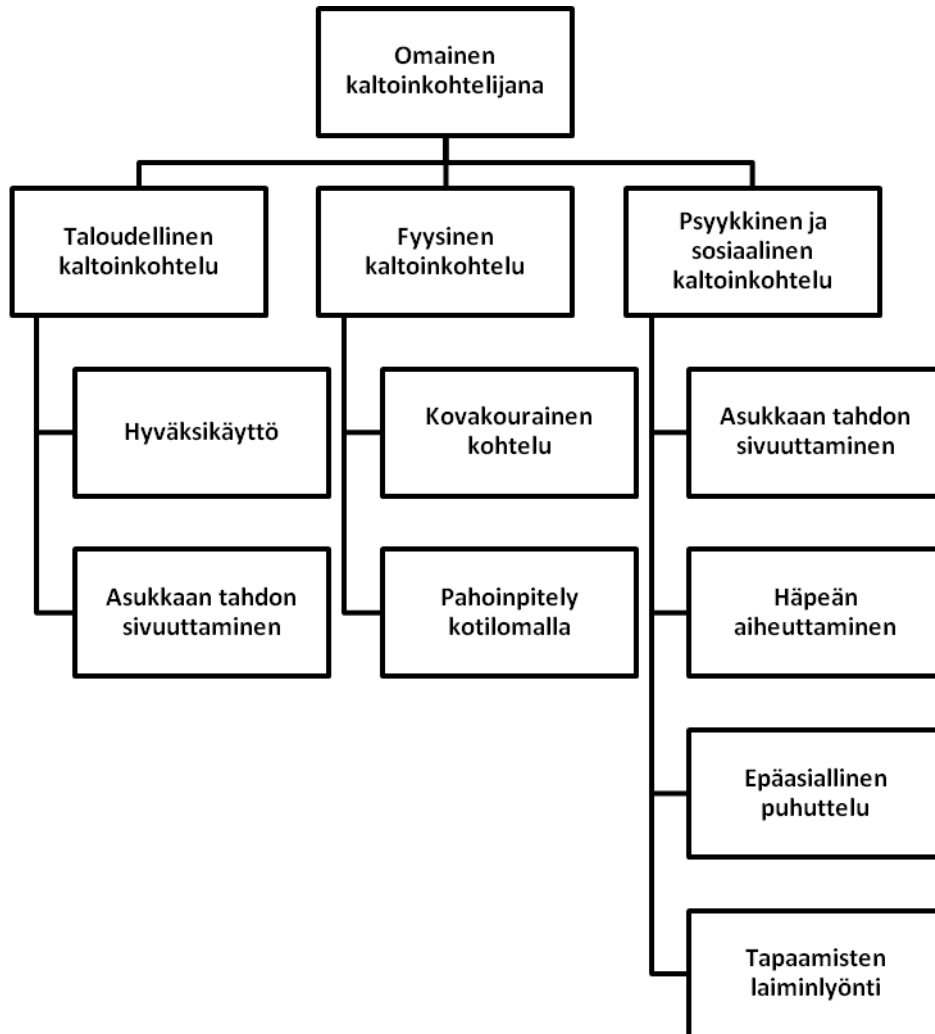 Omainen
kaltoinkohtelijana
Taloudellinen
kaltoinkohtelu
Fyysinen
kaltoinkohtelu
Psyykkinen ja
sosiaalinen
kaltoinkohtelu
Hyväksikäyttö
Asukkaan tahdon
sivuuttaminen
Kovakourainen
kohtelu
Pahoinpitely
kotilomalla
Asukkaan tahdon
sivuuttaminen
Häpeän
aiheuttaminen
Epäasiallinen
puhuttelu
Tapaamisten
laiminlyönti